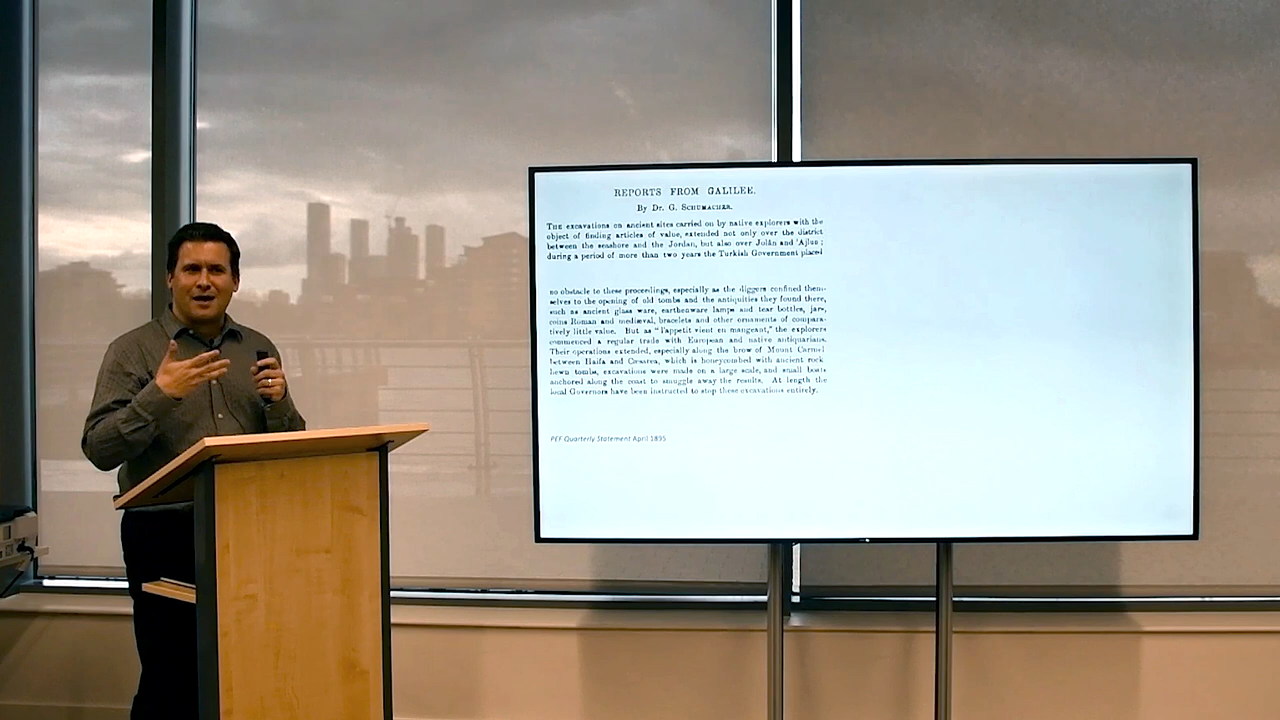 REPORTS FROM GALILEE.
By Dr. G. Schumacher.
The excavations on ancient sites carried on by native explorers with the
object of finding articles of value, extended not only over the district
between the seashore and the Jordan, but also over Jolân and 'Ajlûn ;
during a period of more than two years the Turkish Government placed
no obstacle to these proceedings, especially as the diggers confined them-
selves to the opening of old tombs and the antiquities they found there,
such as ancient glass ware, earthenware lamps and tear bottles, jars,
coins Roman and mediæval, bracelets and other ornaments of compara-
tively little value. But as "l'appetit vient en mangeant," the explorers
commenced a regular trade with European and native antiquarians.
Their operations extended, especially along the brow of Mount Carmel
between Haifa and Cæsarea, which is honeycombed with ancient rock
hewn tombs, excavations were made on a large scale, and small boats
anchored along the coast to smuggle away the results. At length the
local Governors have been instructed to stop these excavations entirely.
PEF Quarterly Statement April 1895